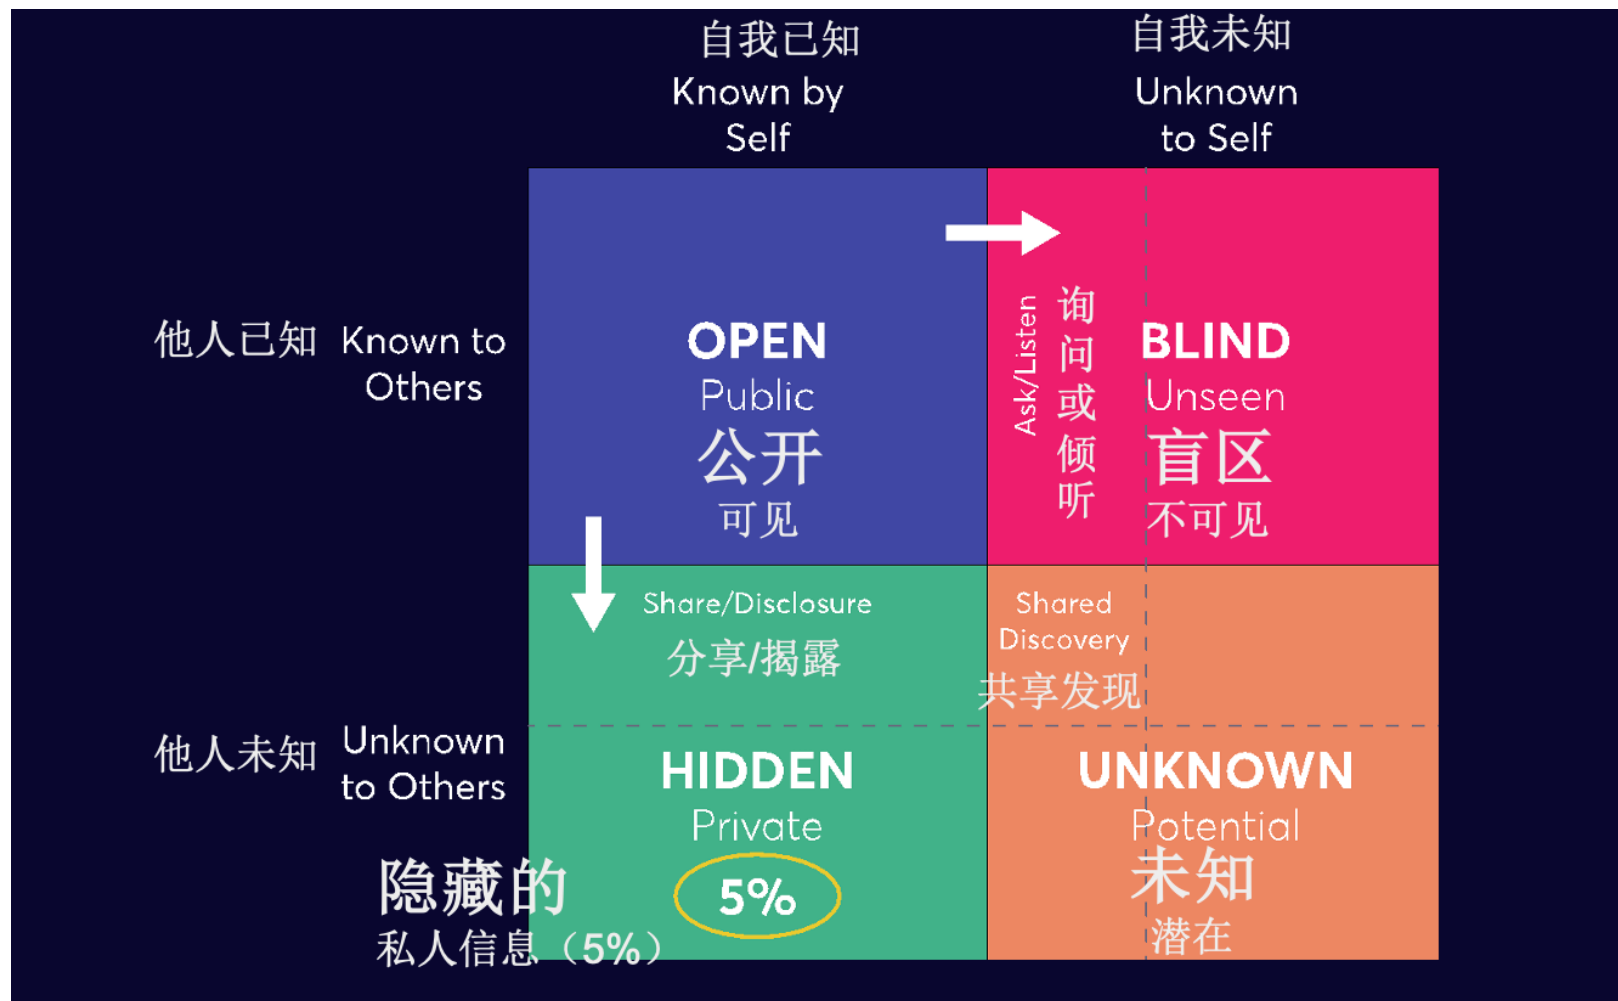 自我已知
Known by
Self
自我未知
Unknown
to Self
他人已知
Known to
Others
OPEN
Public
公开
可见
Ask/Listen
询问或倾听
BLIND
Unseen
盲区
不可见
Share/Disclosure
分享/揭露
Shared
Discovery
共享发现
他人未知
Unknown
to Others
HIDDEN
Private
5%
隐藏的
私人信息（5%）
UNKNOWN
Potential
未知
潜在